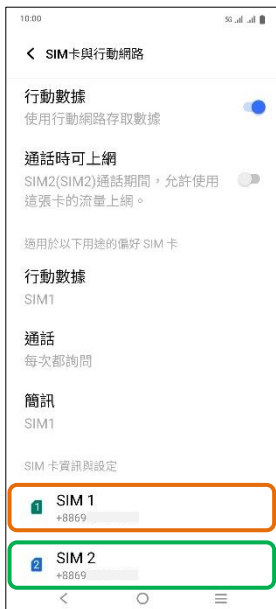 10:00
5G
SIM卡與行動網路
行動數據
使用行動網路存取數據
通話時可上網
SIM2(SIM2)通話期間，允許使用
這張卡的流量上網。
適用於以下用途的偏好 SIM 卡
行動數據
SIM1
通話
每次都詢問
簡訊
SIM1
SIM 卡資訊與設定
1
SIM 1
+8869
2
SIM 2
+8869